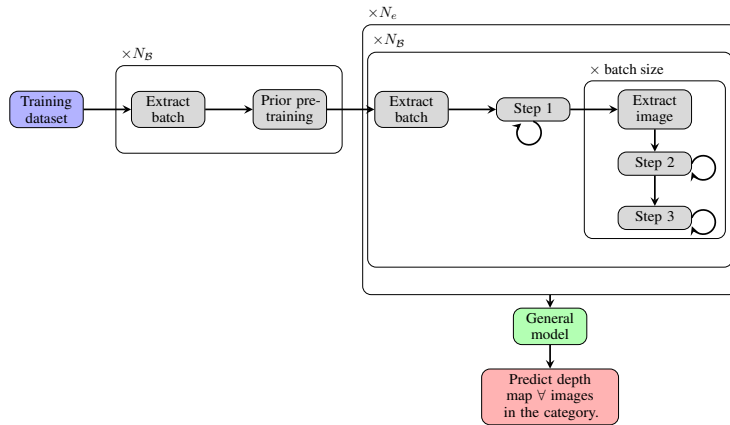 ×N_e
×N_B
×N_B
× batch size
Training
dataset
Extract
batch
Prior pre-
training
Extract
batch
Step 1
Extract
image
Step 2
Step 3
General
model
Predict depth
map ∀ images
in the category.